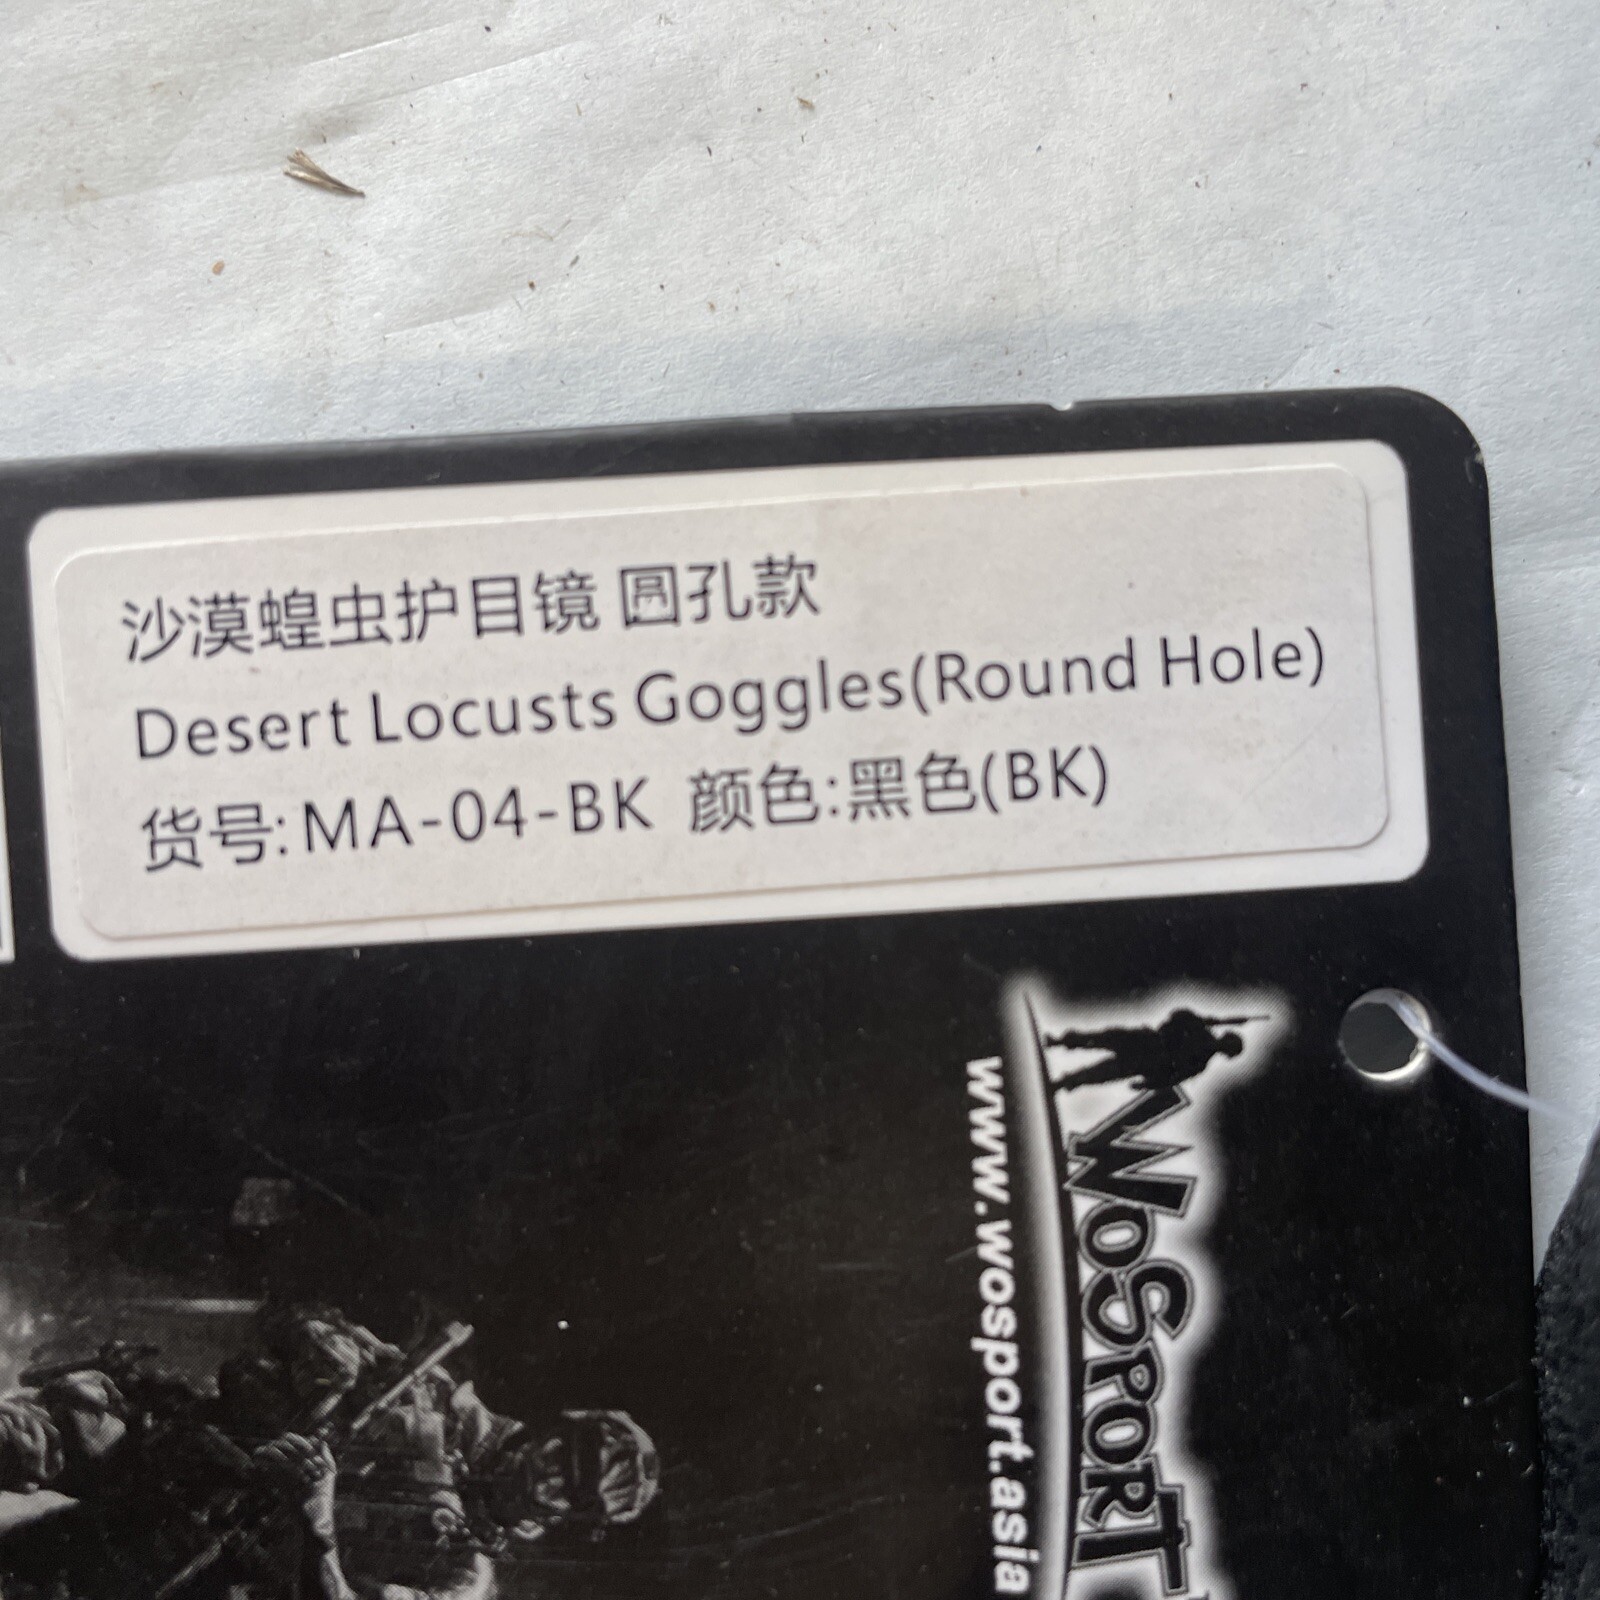 沙漠蝗虫护目镜 圆孔款
Desert Locusts Goggles(Round Hole)
货号:MA-04-BK 颜色:黑色(BK)
WOSPORT
www.wosport.asia